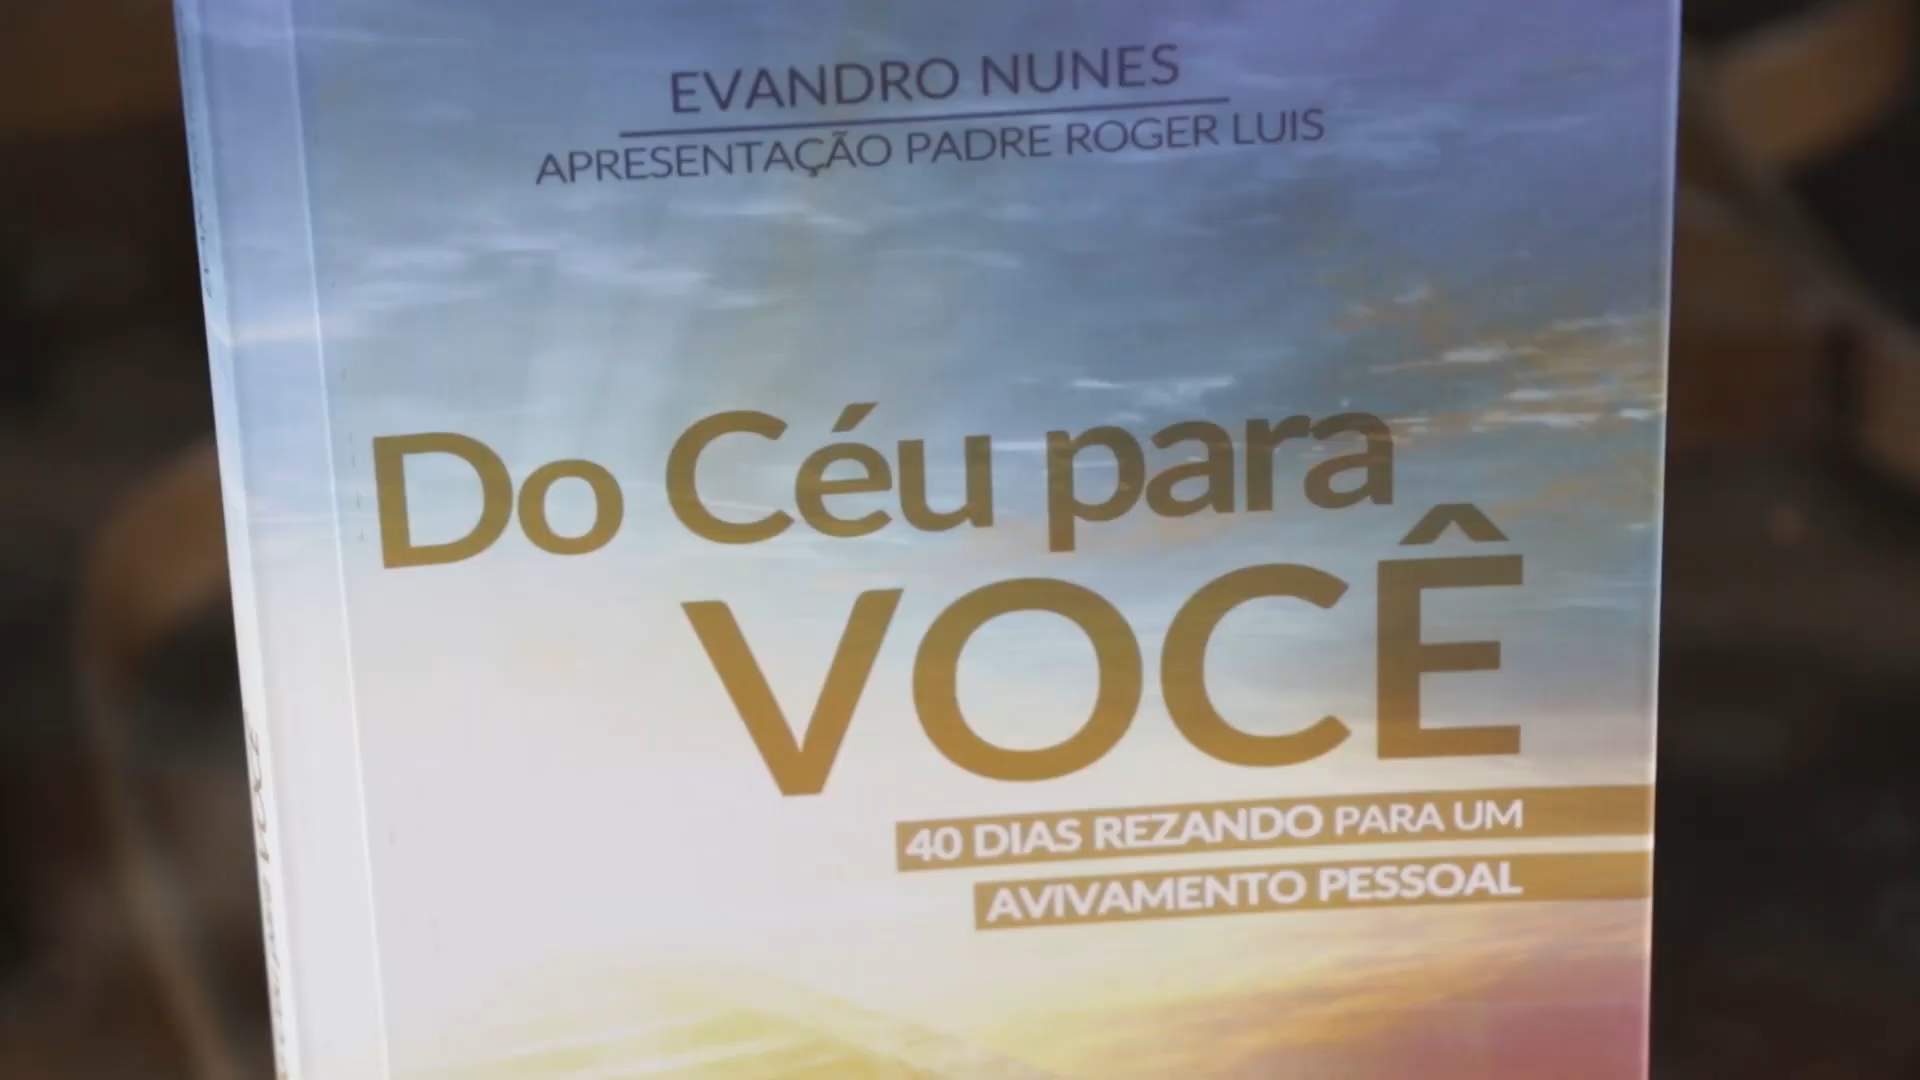 EVANDRO NUNES
APRESENTAÇÃO PADRE ROGER LUIS
Do Céu para
VOCÊ
40 DIAS REZANDO PARA UM
AVIVAMENTO PESSOAL